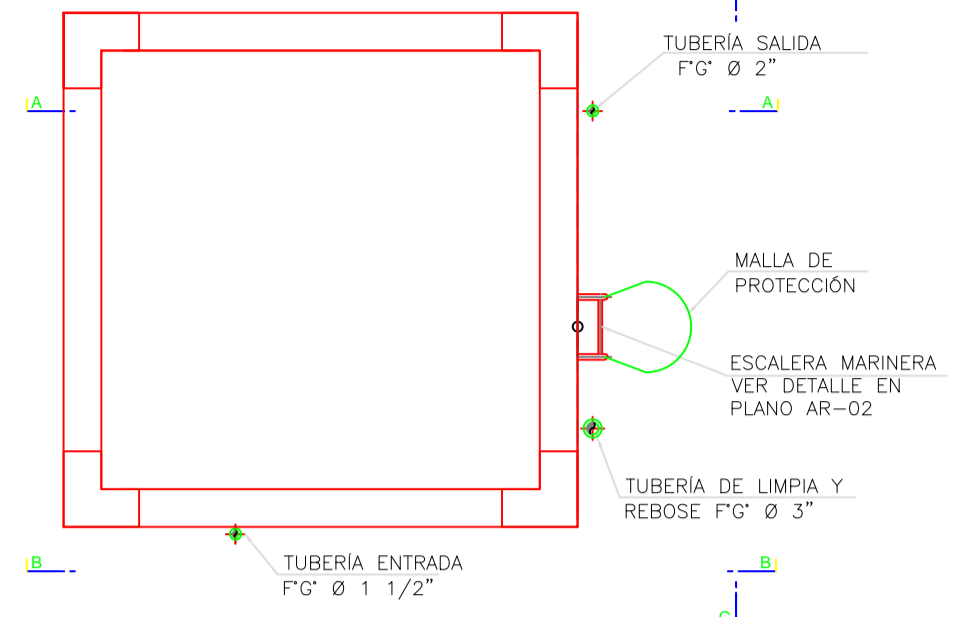 TUBERÍA SALIDA
F°G° Ø 2”
A
A
MALLA DE
PROTECCIÓN
ESCALERA MARINERA
VER DETALLE EN
PLANO AR-02
TUBERÍA DE LIMPIA Y
REBOSE F°G° Ø 3”
TUBERÍA ENTRADA
F°G° Ø 1 1/2”
B
B
C